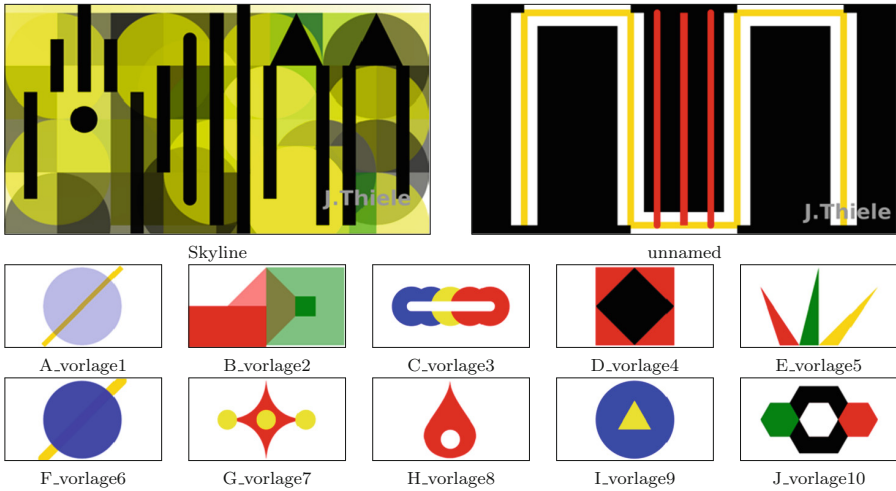 J.Thiele
J.Thiele
Skyline
unnamed
A_vorlage1
B_vorlage2
C_vorlage3
D_vorlage4
E_vorlage5
F_vorlage6
G_vorlage7
H_vorlage8
I_vorlage9
J_vorlage10